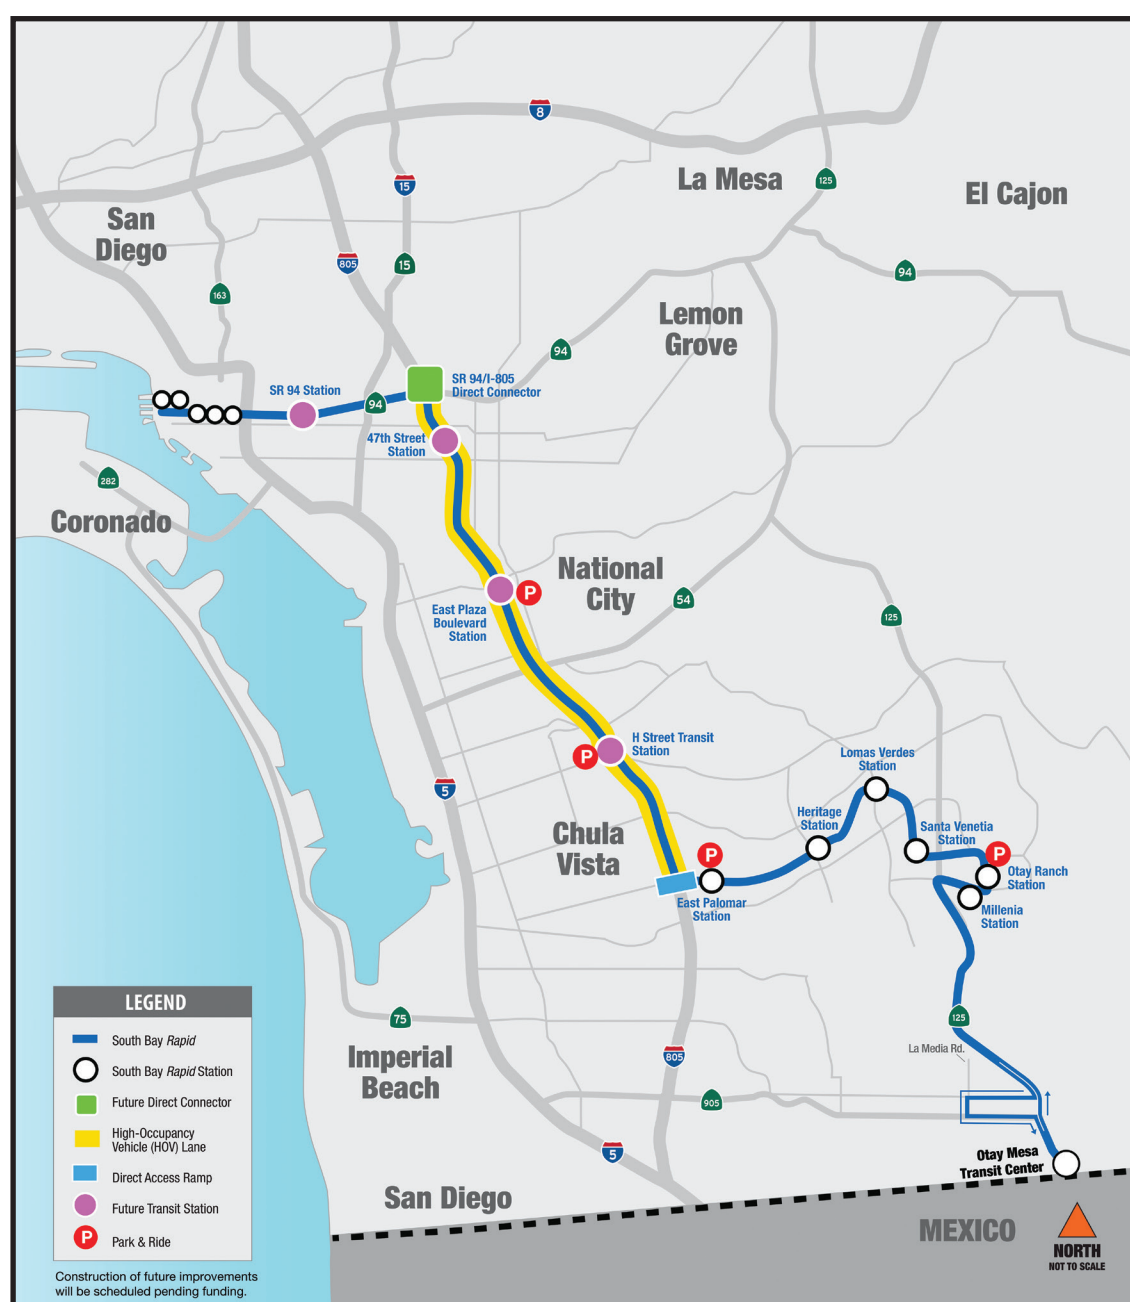 8
La Mesa
125
El Cajon
15
San
Diego
805
15
94
163
Lemon
Grove
94
SR 94 Station
SR 94/I-805
Direct Connector
94
47th Street
Station
282
Coronado
National
City
P
54
East Plaza
Boulevard
Station
125
H Street Transit
Station
P
Lomas Verdes
Station
5
Heritage
Station
Chula
Vista
Santa Venetia
Station
P
P
Otay Ranch
Station
East Palomar
Station
Millenia
Station
LEGEND
South Bay Rapid
South Bay Rapid Station
Future Direct Connector
High-Occupancy
Vehicle (HOV) Lane
Direct Access Ramp
Future Transit Station
P
Park & Ride
Construction of future improvements
will be scheduled pending funding.
75
125
Imperial
Beach
805
La Media Rd.
905
5
Otay Mesa
Transit Center
San Diego
MEXICO
NORTH
NOT TO SCALE